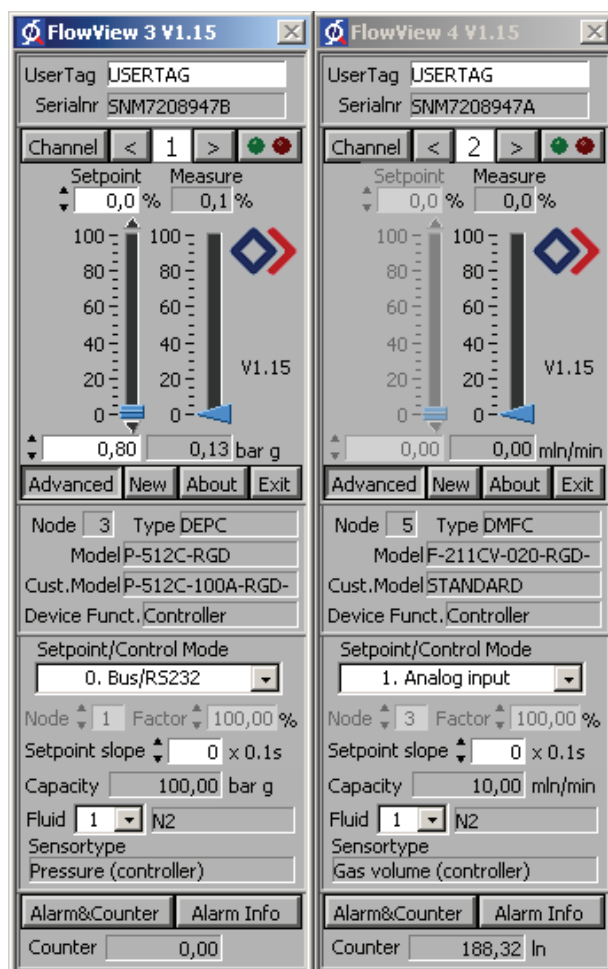 FlowView 3 V1.15
UserTag USERTAG
Serialnr SNM7208947B
Channel < 1 >
Setpoint Measure
0,0 % 0,1 %
100 100
80 80
60 60
40 40
V1.15
20 20
0 0
0,80 0,13 bar g
Advanced New About Exit
Node 3 Type DEPC
Model P-512C-RGD
Cust.Model P-512C-100A-RGD-
Device Funct. Controller
Setpoint/Control Mode
0. Bus/RS232
Node 1 Factor 100,00 %
Setpoint slope 0 x 0.1s
Capacity 100,00 bar g
Fluid 1 N2
Sensortype
Pressure (controller)
Alarm&Counter Alarm Info
Counter 0,00
FlowView 4 V1.15
UserTag USERTAG
Serialnr SNM7208947A
Channel < 2 >
Setpoint Measure
0,0 % 0,0 %
100 100
80 80
60 60
40 40
V1.15
20 20
0 0
0,00 0,00 mln/min
Advanced New About Exit
Node 5 Type DMFC
Model F-211CV-020-RGD-
Cust.Model STANDARD
Device Funct. Controller
Setpoint/Control Mode
1. Analog input
Node 3 Factor 100,00 %
Setpoint slope 0 x 0.1s
Capacity 10,00 mln/min
Fluid 1 N2
Sensortype
Gas volume (controller)
Alarm&Counter Alarm Info
Counter 188,32 ln